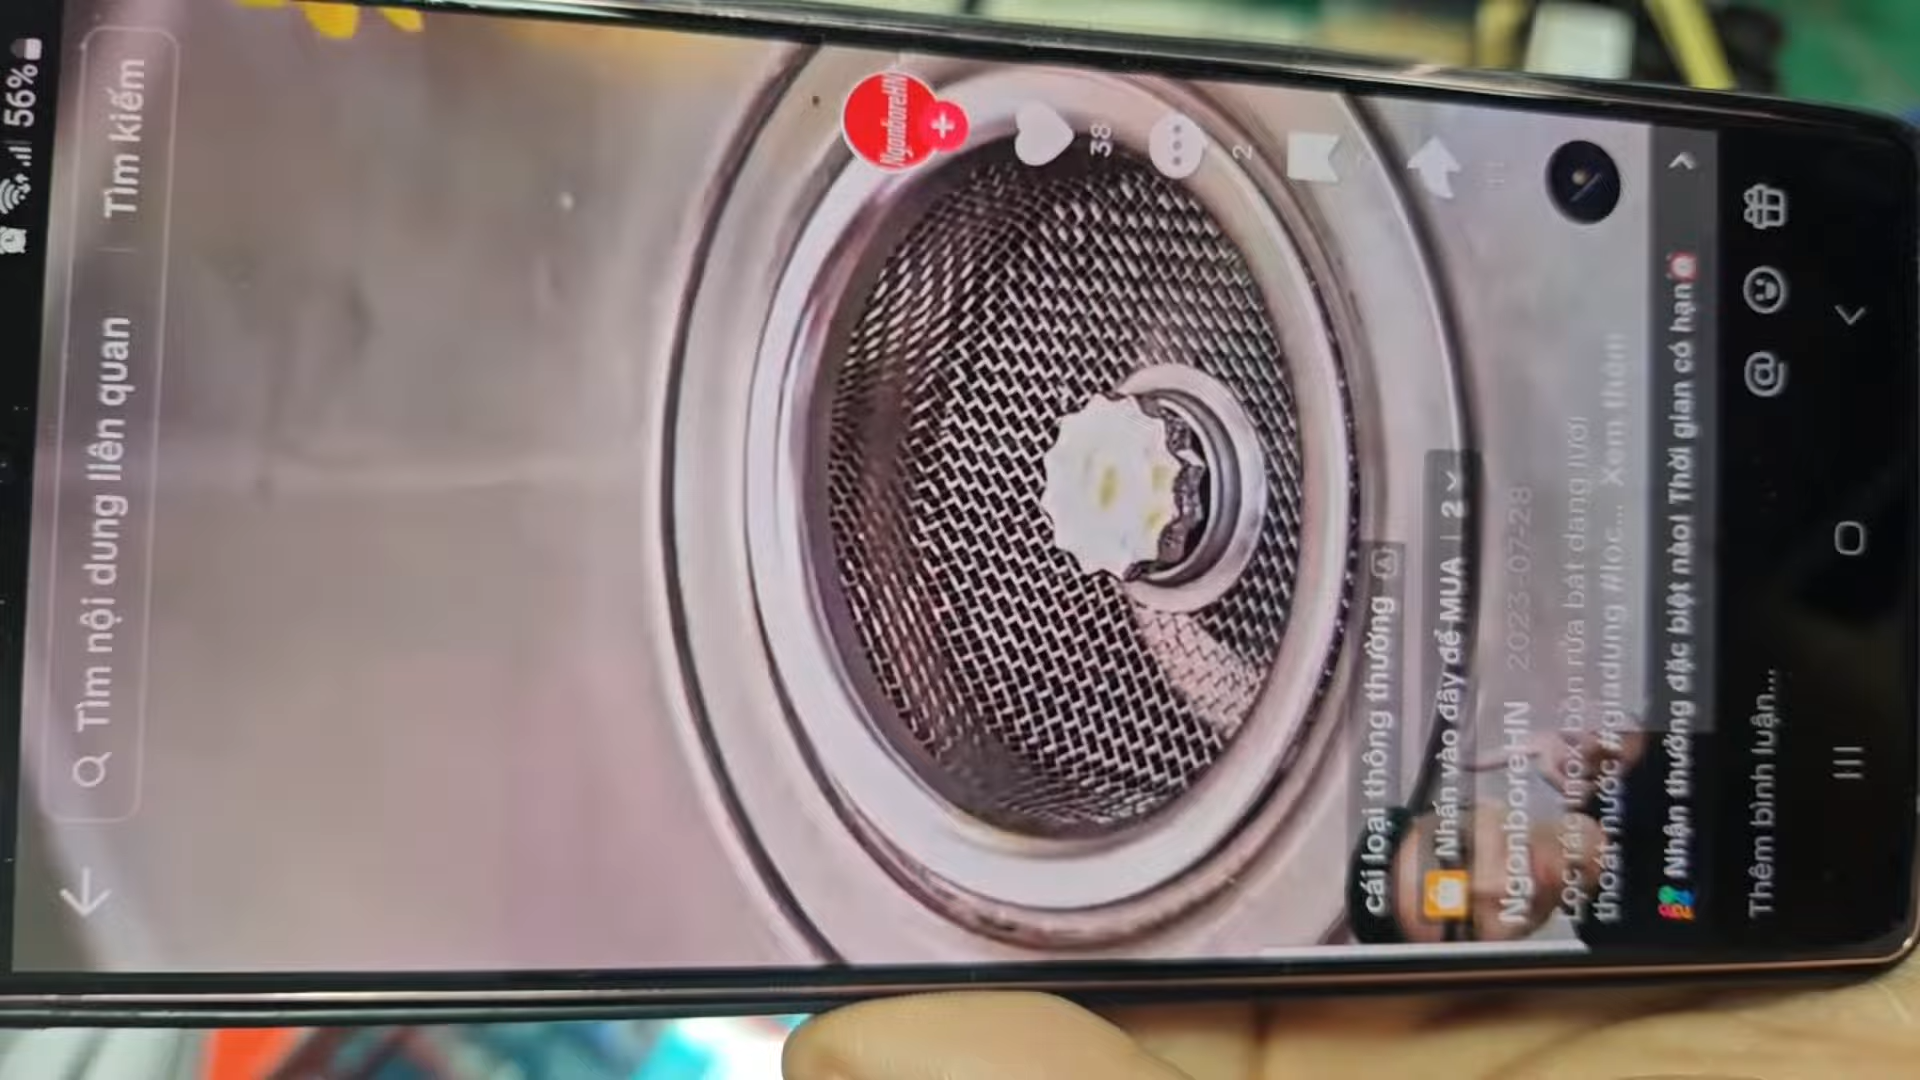 56%
Tìm nội dung liên quan
Tìm kiếm
NgonboreHN
38
2
cái loại thông thường
Nhấn vào đây để MUA | 2
NgonboreHN 2023-07-28
Lọc rác inox bồn rửa bát dạng lưới
thoát nước #giadung #loc... Xem thêm
Nhận thưởng đặc biệt nào! Thời gian có hạn
Thêm bình luận...